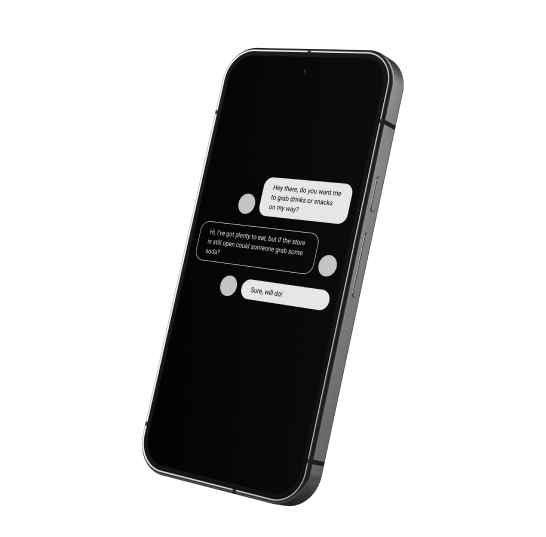 Hey there, do you want me
to grab drinks or snacks
on my way?
Hi, I've got plenty to eat, but if the store
is still open could someone grab some
soda?
Sure, will do!